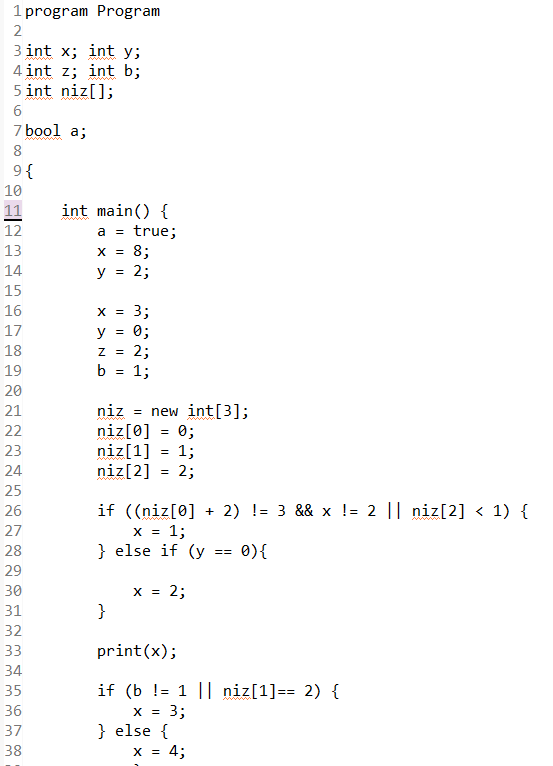 1 program Program
2
3 int x; int y;
4 int z; int b;
5 int niz[];
6
7 bool a;
8
9 {
10
11 int main() {
12 a = true;
13 x = 8;
14 y = 2;
15
16 x = 3;
17 y = 0;
18 z = 2;
19 b = 1;
20
21 niz = new int[3];
22 niz[0] = 0;
23 niz[1] = 1;
24 niz[2] = 2;
25
26 if ((niz[0] + 2) != 3 && x != 2 || niz[2] < 1) {
27 x = 1;
28 } else if (y == 0){
29
30 x = 2;
31 }
32
33 print(x);
34
35 if (b != 1 || niz[1]== 2) {
36 x = 3;
37 } else {
38 x = 4;